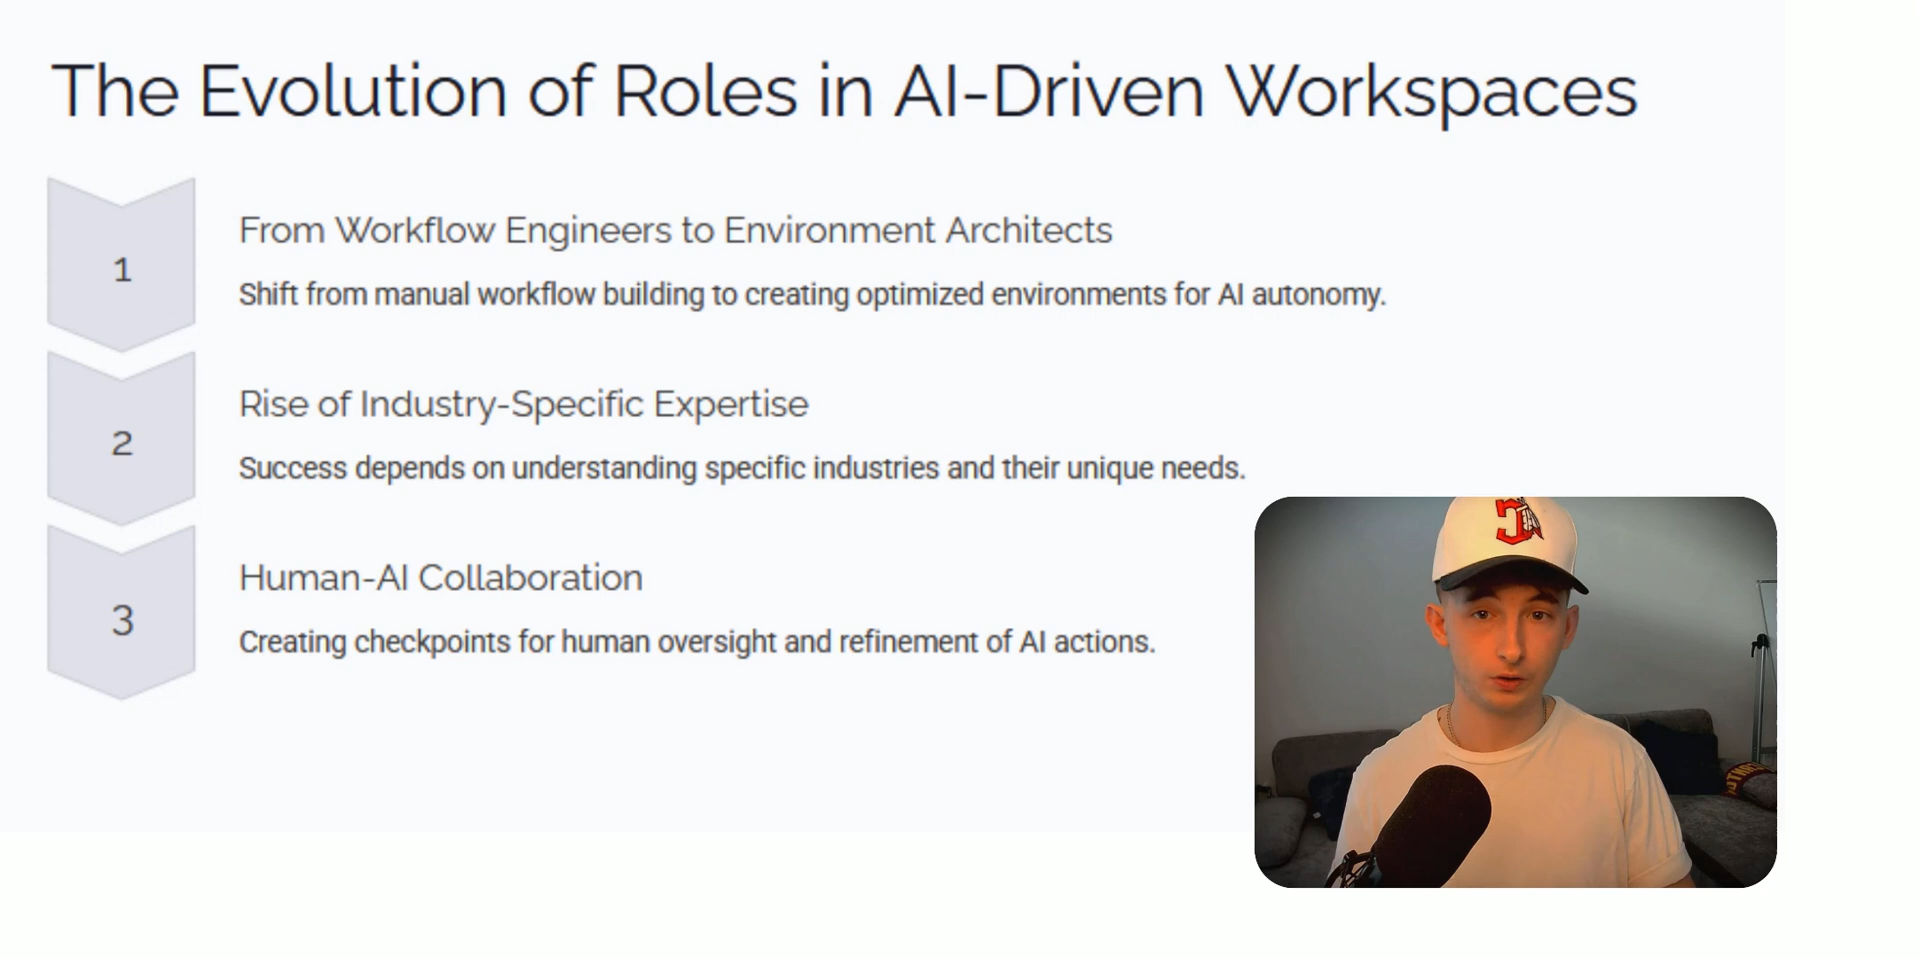 The Evolution of Roles in AI-Driven Workspaces
1
From Workflow Engineers to Environment Architects
Shift from manual workflow building to creating optimized environments for AI autonomy.
2
Rise of Industry-Specific Expertise
Success depends on understanding specific industries and their unique needs.
3
Human-AI Collaboration
Creating checkpoints for human oversight and refinement of AI actions.